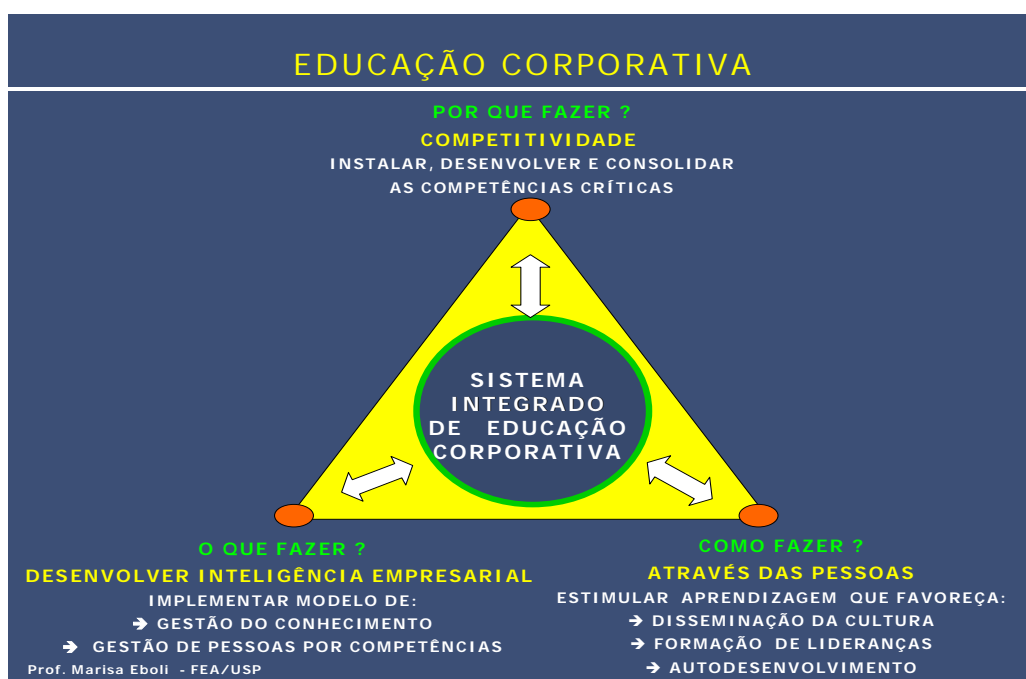 EDUCAÇÃO CORPORATIVA
POR QUE FAZER ?
COMPETITIVIDADE
INSTALAR, DESENVOLVER E CONSOLIDAR
AS COMPETÊNCIAS CRÍTICAS
SISTEMA
INTEGRADO
DE EDUCAÇÃO
CORPORATIVA
O QUE FAZER ?
DESENVOLVER INTELIGÊNCIA EMPRESARIAL
IMPLEMENTAR MODELO DE:
➔ GESTÃO DO CONHECIMENTO
➔ GESTÃO DE PESSOAS POR COMPETÊNCIAS
Prof. Marisa Eboli - FEA/USP
COMO FAZER ?
ATRAVÉS DAS PESSOAS
ESTIMULAR APRENDIZAGEM QUE FAVOREÇA:
➔ DISSEMINAÇÃO DA CULTURA
➔ FORMAÇÃO DE LIDERANÇAS
➔ AUTODESENVOLVIMENTO